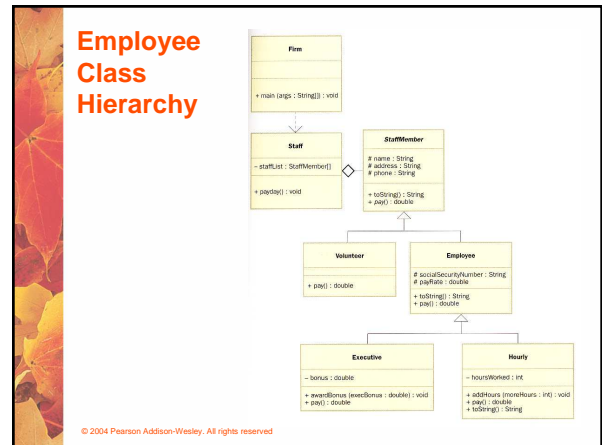 Employee
Class
Hierarchy
Firm
+ main (args : String[]) : void
Staff
– staffList : StaffMember[]
+ payday() : void
StaffMember
# name : String
# address : String
# phone : String
+ toString() : String
+ pay() : double
Volunteer
+ pay() : double
Employee
# socialSecurityNumber : String
# payRate : double
+ toString() : String
+ pay() : double
Executive
– bonus : double
+ awardBonus (execBonus : double) : void
+ pay() : double
Hourly
– hoursWorked : int
+ addHours (moreHours : int) : void
+ pay() : double
+ toString() : String
© 2004 Pearson Addison-Wesley. All rights reserved